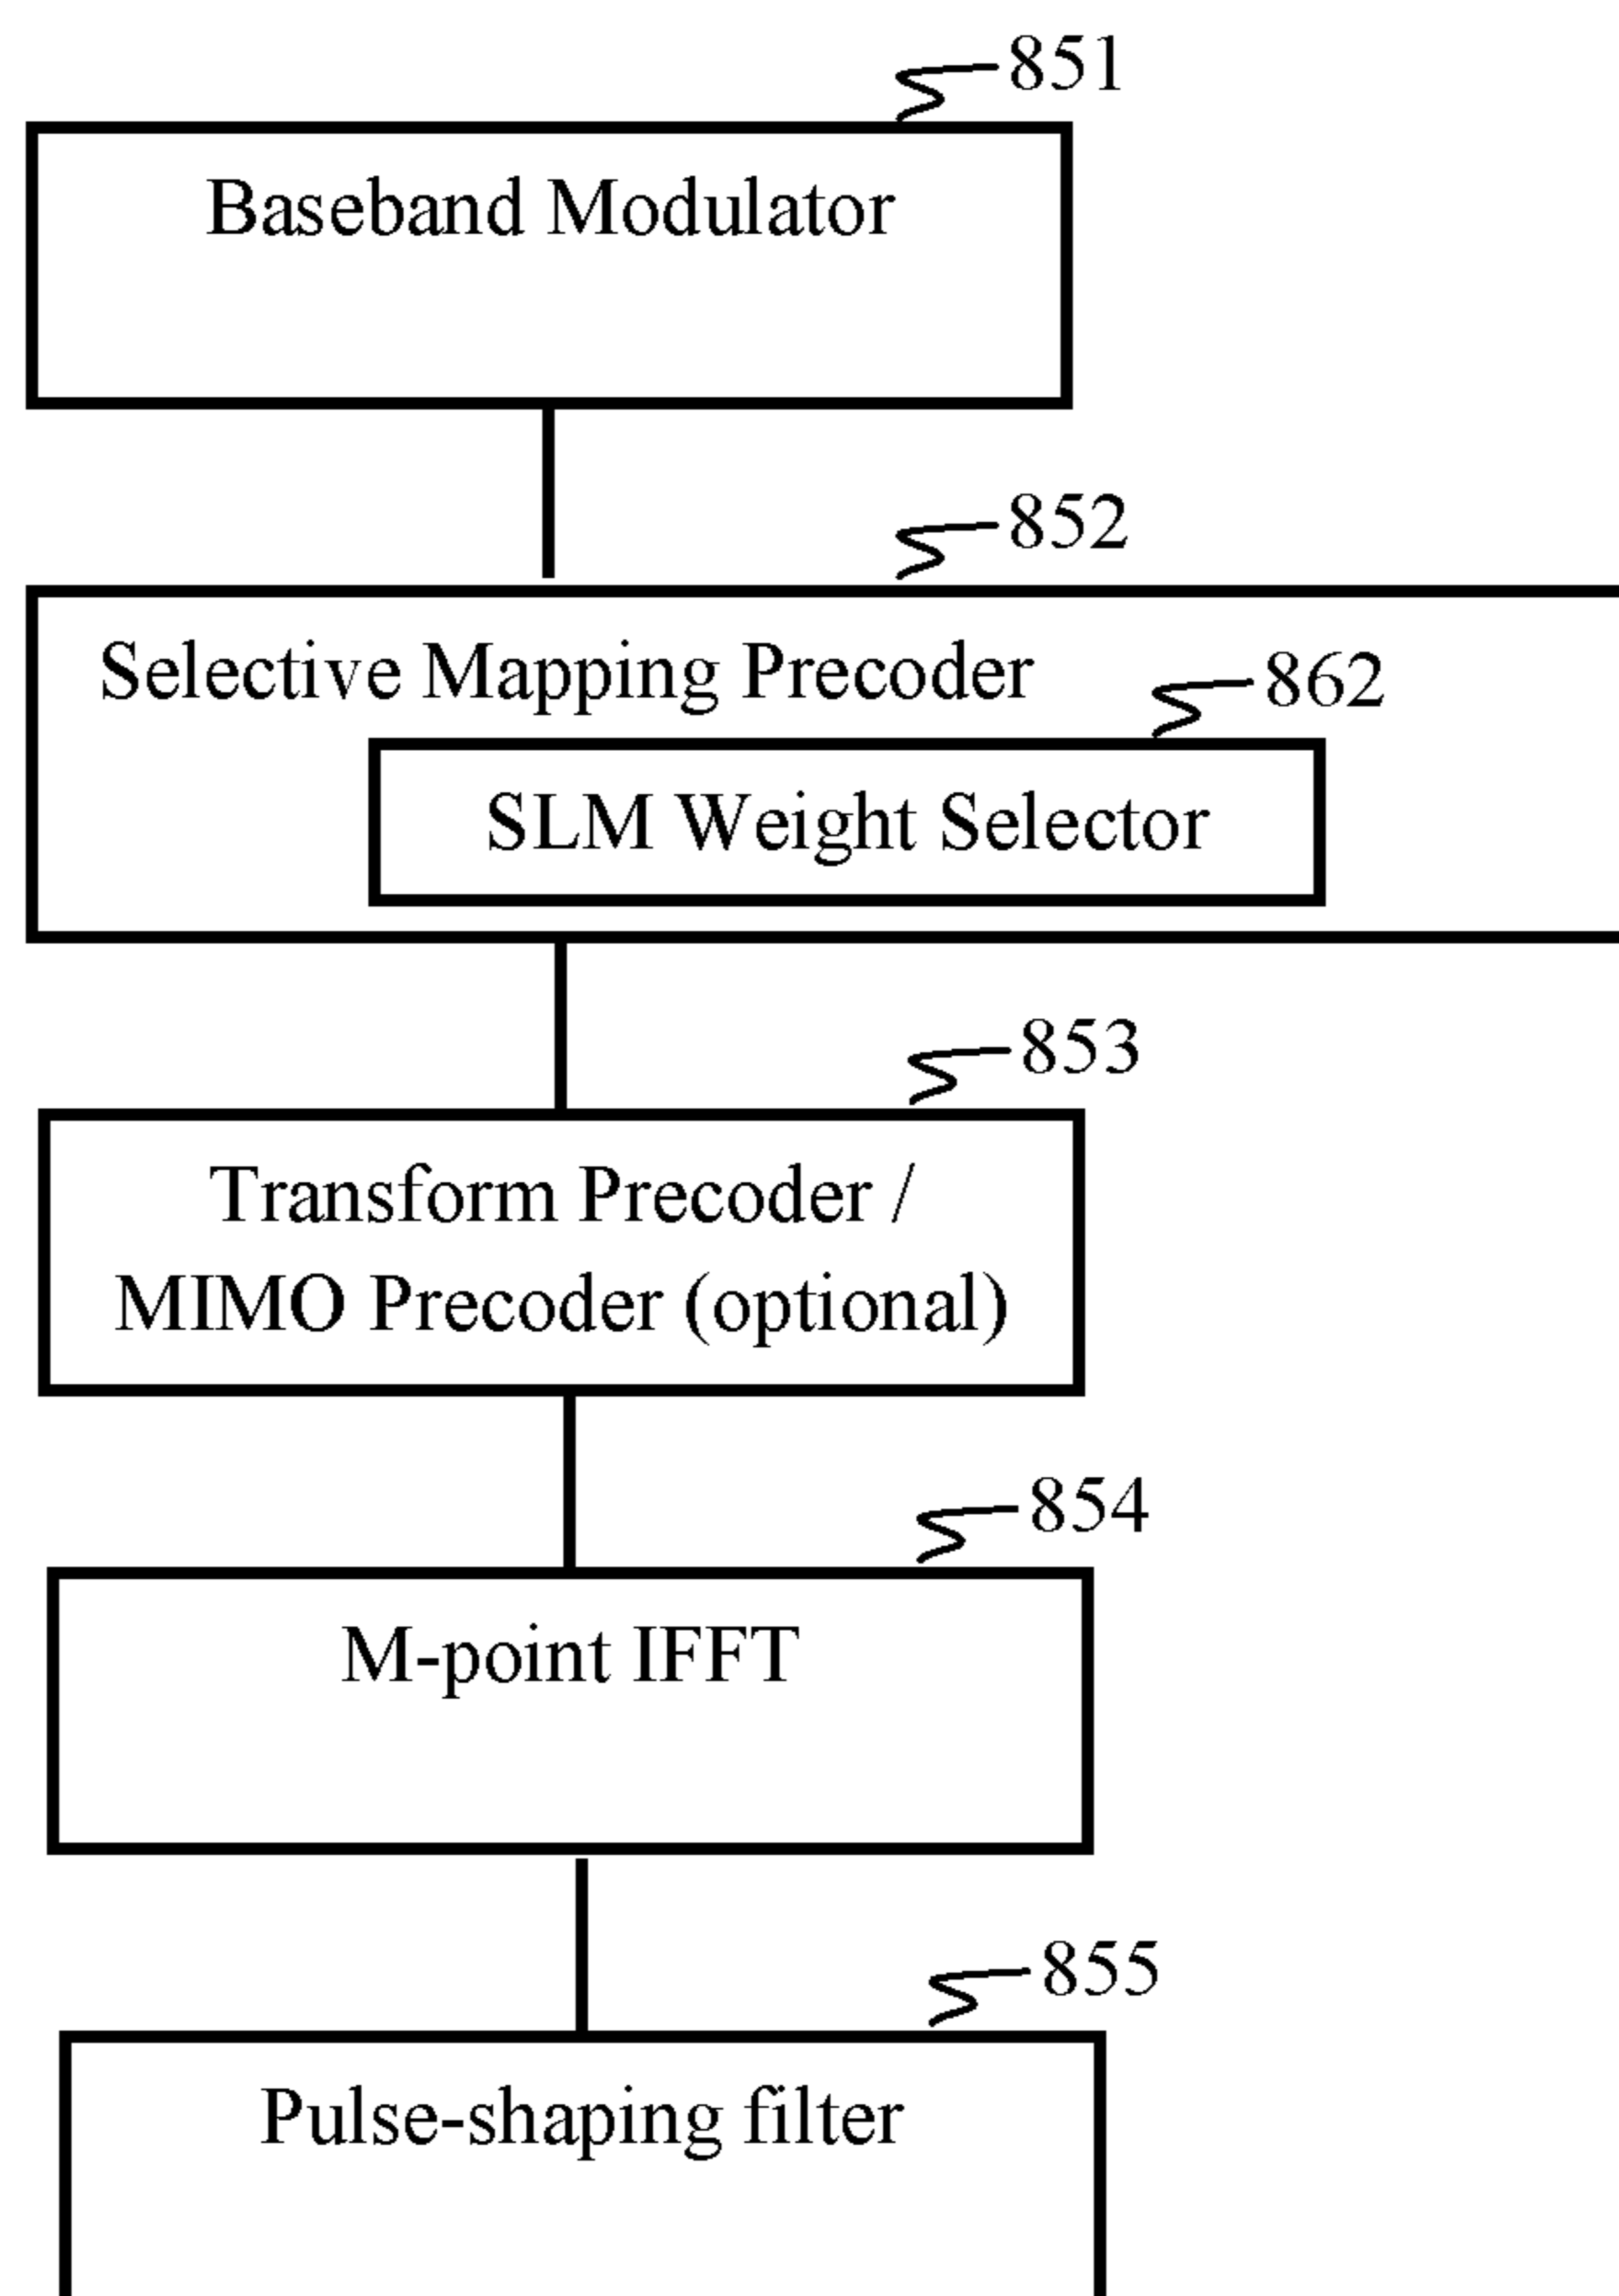 851
Baseband Modulator
852
Selective Mapping Precoder
862
SLM Weight Selector
853
Transform Precoder /
MIMO Precoder (optional)
854
M-point IFFT
855
Pulse-shaping filter